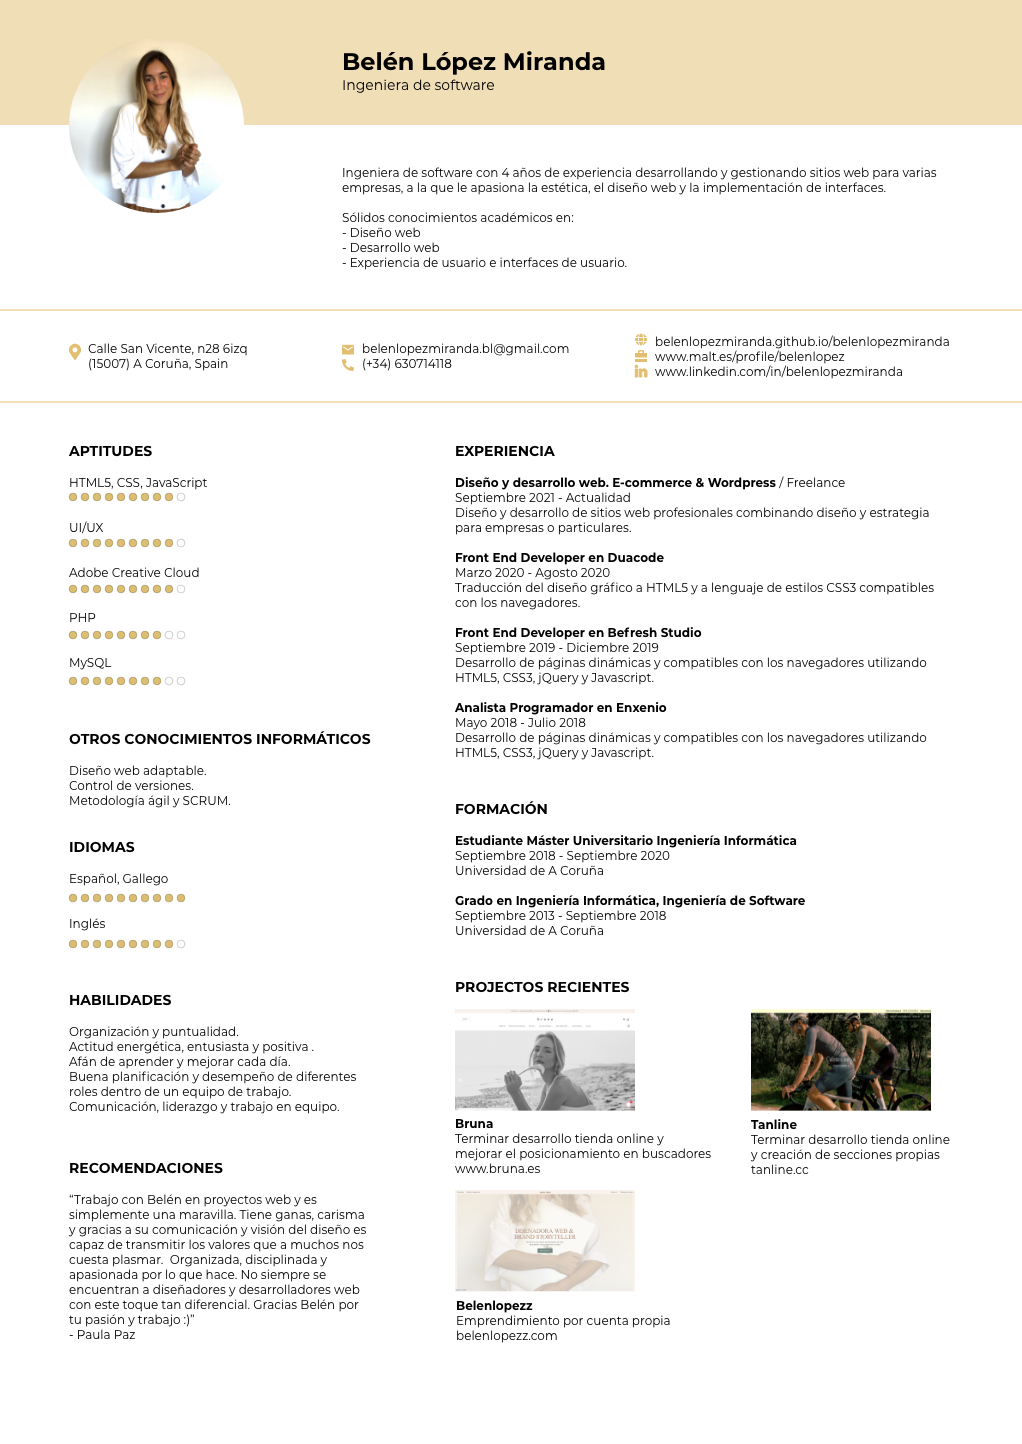 Belén López Miranda
Ingeniera de software
Ingeniera de software con 4 años de experiencia desarrollando y gestionando sitios web para varias
empresas, a la que le apasiona la estética, el diseño web y la implementación de interfaces.
Sólidos conocimientos académicos en:
- Diseño web
- Desarrollo web
- Experiencia de usuario e interfaces de usuario.
Calle San Vicente, n28 6izq
(15007) A Coruña, Spain
belenlopezmiranda.bl@gmail.com
(+34) 630714118
belenlopezmiranda.github.io/belenlopezmiranda
www.malt.es/profile/belenlopez
www.linkedin.com/in/belenlopezmiranda
APTITUDES
HTML5, CSS, JavaScript
UI/UX
Adobe Creative Cloud
PHP
MySQL
OTROS CONOCIMIENTOS INFORMÁTICOS
Diseño web adaptable.
Control de versiones.
Metodología ágil y SCRUM.
IDIOMAS
Español, Gallego
Inglés
HABILIDADES
Organización y puntualidad.
Actitud energética, entusiasta y positiva .
Afán de aprender y mejorar cada día.
Buena planificación y desempeño de diferentes
roles dentro de un equipo de trabajo.
Comunicación, liderazgo y trabajo en equipo.
RECOMENDACIONES
“Trabajo con Belén en proyectos web y es
simplemente una maravilla. Tiene ganas, carisma
y gracias a su comunicación y visión del diseño es
capaz de transmitir los valores que a muchos nos
cuesta plasmar.  Organizada, disciplinada y
apasionada por lo que hace. No siempre se
encuentran a diseñadores y desarrolladores web
con este toque tan diferencial. Gracias Belén por
tu pasión y trabajo :)”
- Paula Paz
EXPERIENCIA
Diseño y desarrollo web. E-commerce & Wordpress / Freelance
Septiembre 2021 - Actualidad
Diseño y desarrollo de sitios web profesionales combinando diseño y estrategia
para empresas o particulares.
Front End Developer en Duacode
Marzo 2020 - Agosto 2020
Traducción del diseño gráfico a HTML5 y a lenguaje de estilos CSS3 compatibles
con los navegadores.
Front End Developer en Befresh Studio
Septiembre 2019 - Diciembre 2019
Desarrollo de páginas dinámicas y compatibles con los navegadores utilizando
HTML5, CSS3, jQuery y Javascript.
Analista Programador en Enxenio
Mayo 2018 - Julio 2018
Desarrollo de páginas dinámicas y compatibles con los navegadores utilizando
HTML5, CSS3, jQuery y Javascript.
FORMACIÓN
Estudiante Máster Universitario Ingeniería Informática
Septiembre 2018 - Septiembre 2020
Universidad de A Coruña
Grado en Ingeniería Informática, Ingeniería de Software
Septiembre 2013 - Septiembre 2018
Universidad de A Coruña
PROJECTOS RECIENTES
Bruna
Terminar desarrollo tienda online y
mejorar el posicionamiento en buscadores
www.bruna.es
Tanline
Terminar desarrollo tienda online
y creación de secciones propias
tanline.cc
DISEÑADORA WEB &
BRAND STORYTELLER
Belenlopezz
Emprendimiento por cuenta propia
belenlopezz.com